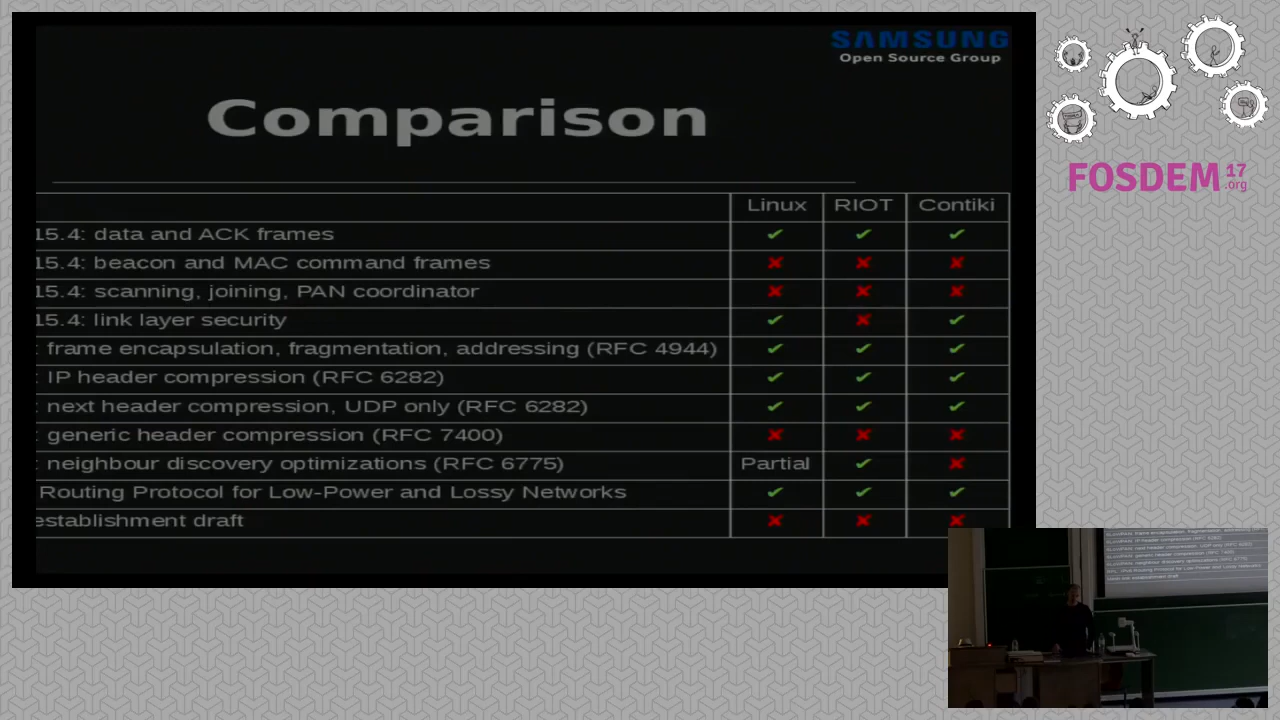 SAMSUNG
Open Source Group
Comparison
Linux RIOT Contiki
15.4: data and ACK frames ✔ ✔ ✔
15.4: beacon and MAC command frames ✘ ✘ ✘
15.4: scanning, joining, PAN coordinator ✘ ✘ ✘
15.4: link layer security ✔ ✘ ✔
: frame encapsulation, fragmentation, addressing (RFC 4944) ✔ ✔ ✔
: IP header compression (RFC 6282) ✔ ✔ ✔
: next header compression, UDP only (RFC 6282) ✔ ✔ ✔
: generic header compression (RFC 7400) ✘ ✘ ✘
: neighbour discovery optimizations (RFC 6775) Partial ✔ ✘
Routing Protocol for Low-Power and Lossy Networks ✔ ✔ ✔
establishment draft ✘ ✘ ✘
FOSDEM 17
.org